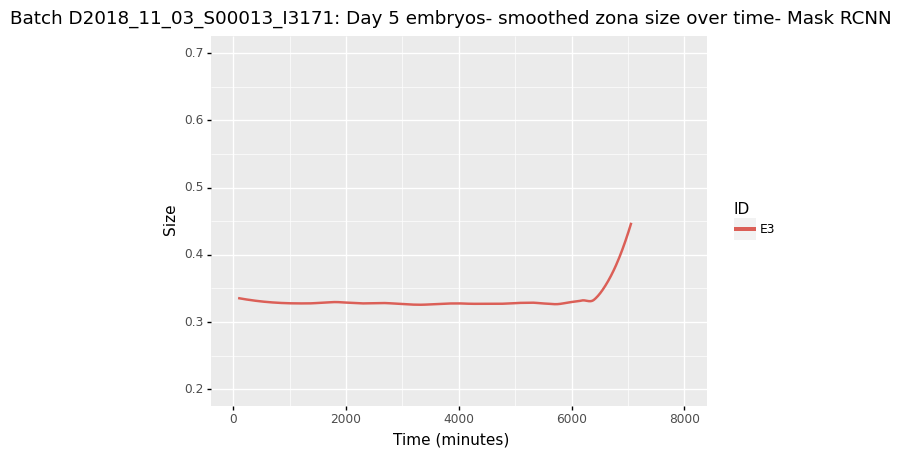 Batch D2018_11_03_S00013_I3171: Day 5 embryos- smoothed zona size over time- Mask RCNN
0.7
0.6
0.5
0.4
0.3
0.2
Size
0 2000 4000 6000 8000
Time (minutes)
ID
E3